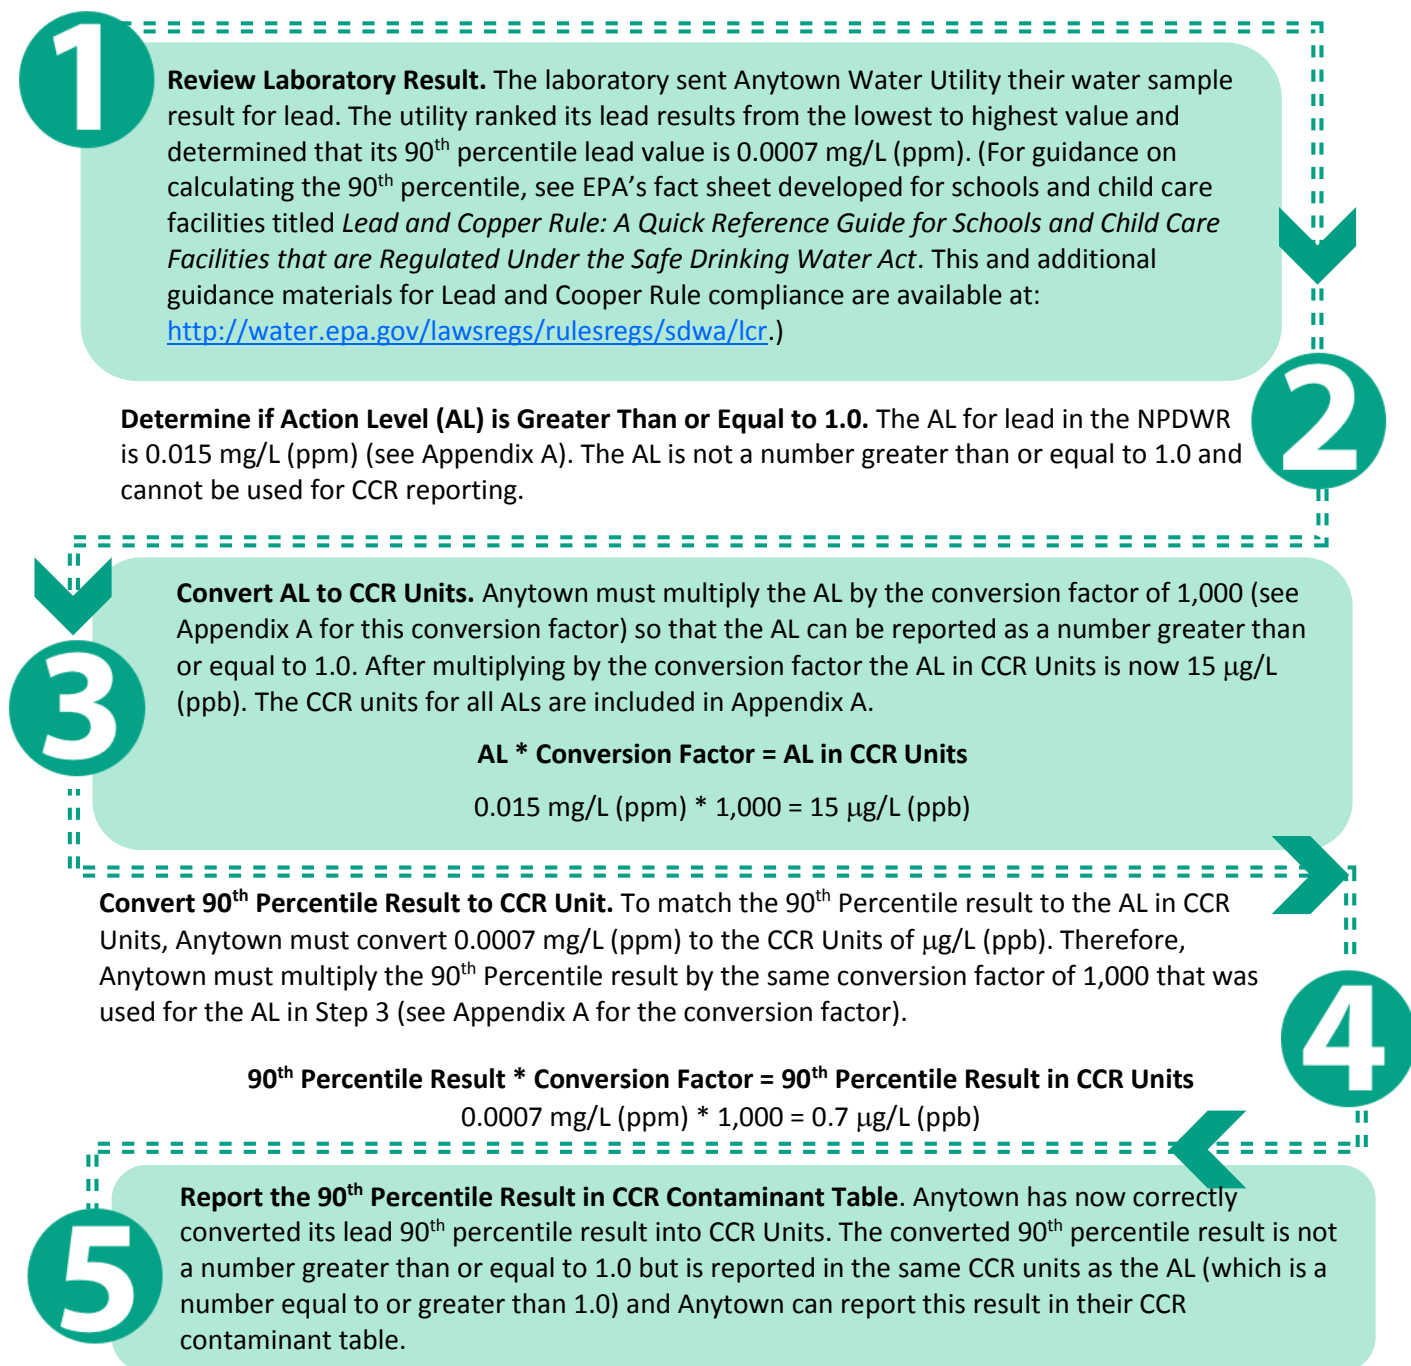 1
Review Laboratory Result. The laboratory sent Anytown Water Utility their water sample
result for lead. The utility ranked its lead results from the lowest to highest value and
determined that its 90th percentile lead value is 0.0007 mg/L (ppm). (For guidance on
calculating the 90th percentile, see EPA’s fact sheet developed for schools and child care
facilities titled Lead and Copper Rule: A Quick Reference Guide for Schools and Child Care
Facilities that are Regulated Under the Safe Drinking Water Act. This and additional
guidance materials for Lead and Cooper Rule compliance are available at:
http://water.epa.gov/lawsregs/rulesregs/sdwa/lcr.)
2
Determine if Action Level (AL) is Greater Than or Equal to 1.0. The AL for lead in the NPDWR
is 0.015 mg/L (ppm) (see Appendix A). The AL is not a number greater than or equal to 1.0 and
cannot be used for CCR reporting.
3
Convert AL to CCR Units. Anytown must multiply the AL by the conversion factor of 1,000 (see
Appendix A for this conversion factor) so that the AL can be reported as a number greater than
or equal to 1.0. After multiplying by the conversion factor the AL in CCR Units is now 15 µg/L
(ppb). The CCR units for all ALs are included in Appendix A.
AL * Conversion Factor = AL in CCR Units
0.015 mg/L (ppm) * 1,000 = 15 µg/L (ppb)
4
Convert 90th Percentile Result to CCR Unit. To match the 90th Percentile result to the AL in CCR
Units, Anytown must convert 0.0007 mg/L (ppm) to the CCR Units of µg/L (ppb). Therefore,
Anytown must multiply the 90th Percentile result by the same conversion factor of 1,000 that was
used for the AL in Step 3 (see Appendix A for the conversion factor).
90th Percentile Result * Conversion Factor = 90th Percentile Result in CCR Units
0.0007 mg/L (ppm) * 1,000 = 0.7 µg/L (ppb)
5
Report the 90th Percentile Result in CCR Contaminant Table. Anytown has now correctly
converted its lead 90th percentile result into CCR Units. The converted 90th percentile result is not
a number greater than or equal to 1.0 but is reported in the same CCR units as the AL (which is a
number equal to or greater than 1.0) and Anytown can report this result in their CCR
contaminant table.